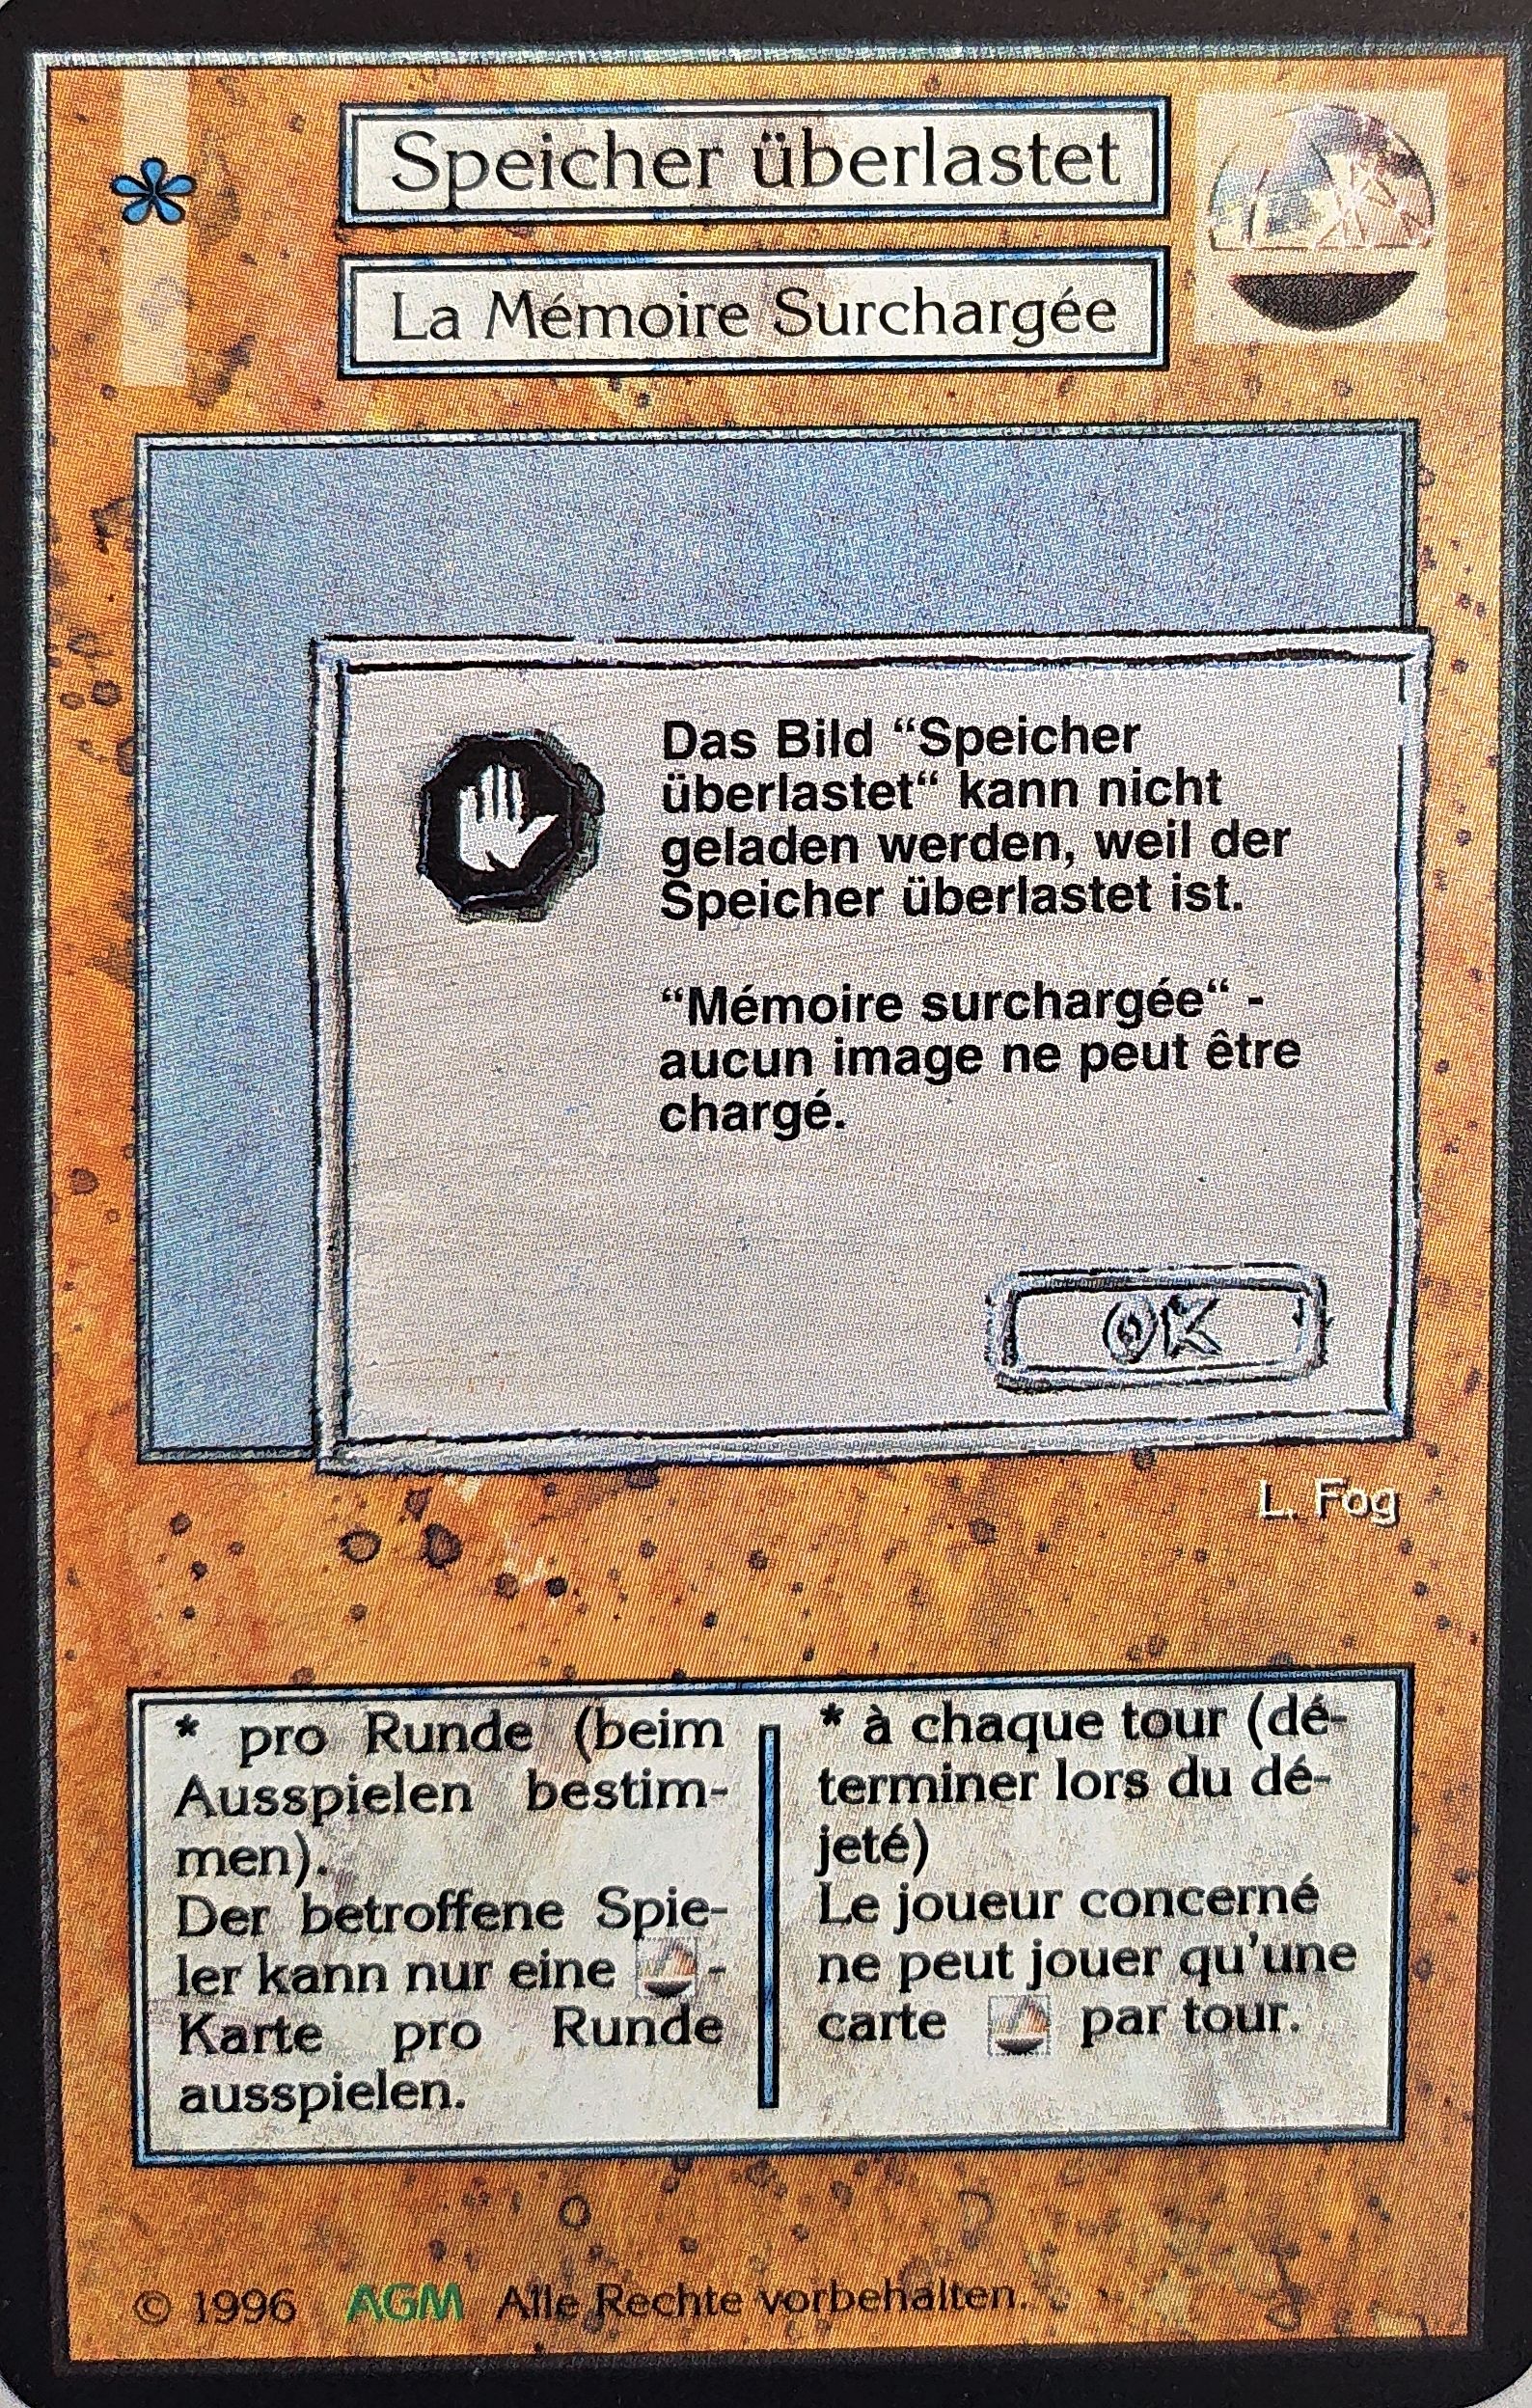 *
Speicher überlastet
La Mémoire Surchargée
Das Bild “Speicher
überlastet“ kann nicht
geladen werden, weil der
Speicher überlastet ist.
“Mémoire surchargée“ -
aucun image ne peut être
chargé.
OK
L. Fog
* pro Runde (beim
Ausspielen bestim-
men).
Der betroffene Spie-
ler kann nur eine -
Karte pro Runde
ausspielen.
* à chaque tour (dé-
terminer lors du dé-
jeté)
Le joueur concerné
ne peut jouer qu'une
carte par tour.
© 1996 AGM Alle Rechte vorbehalten.